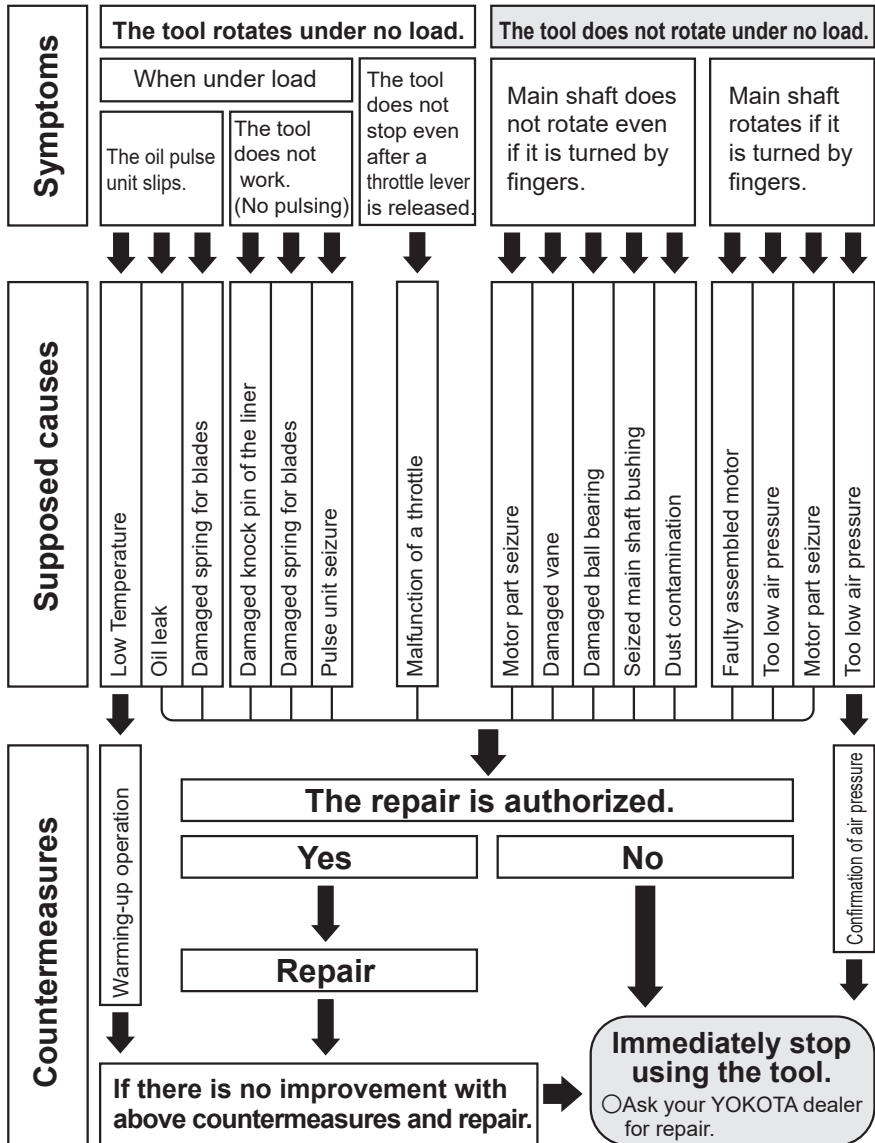 The tool rotates under no load.
The tool does not rotate under no load.
Symptoms
When under load
The oil pulse
unit slips.
The tool
does not
work.
(No pulsing)
The tool
does not
stop even
after a
throttle lever
is released.
Main shaft does
not rotate even
if it is turned by
fingers.
Main shaft
rotates if it
is turned by
fingers.
Supposed causes
Low Temperature
Oil leak
Damaged spring for blades
Damaged knock pin of the liner
Damaged spring for blades
Pulse unit seizure
Malfunction of a throttle
Motor part seizure
Damaged vane
Damaged ball bearing
Seized main shaft bushing
Dust contamination
Faulty assembled motor
Too low air pressure
Motor part seizure
Too low air pressure
Countermeasures
Warming-up operation
The repair is authorized.
Yes
No
Repair
Confirmation of air pressure
If there is no improvement with
above countermeasures and repair.
Immediately stop
using the tool.
○Ask your YOKOTA dealer
for repair.